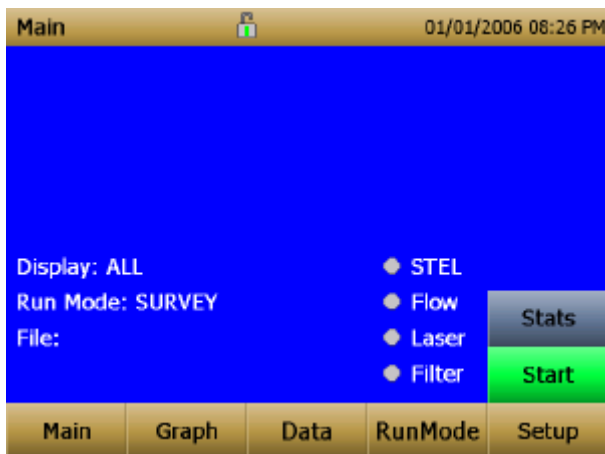 Main 01/01/2006 08:26 PM
Display: ALL
Run Mode: SURVEY
File:
STEL
Flow
Laser
Filter
Stats
Start
Main Graph Data RunMode Setup